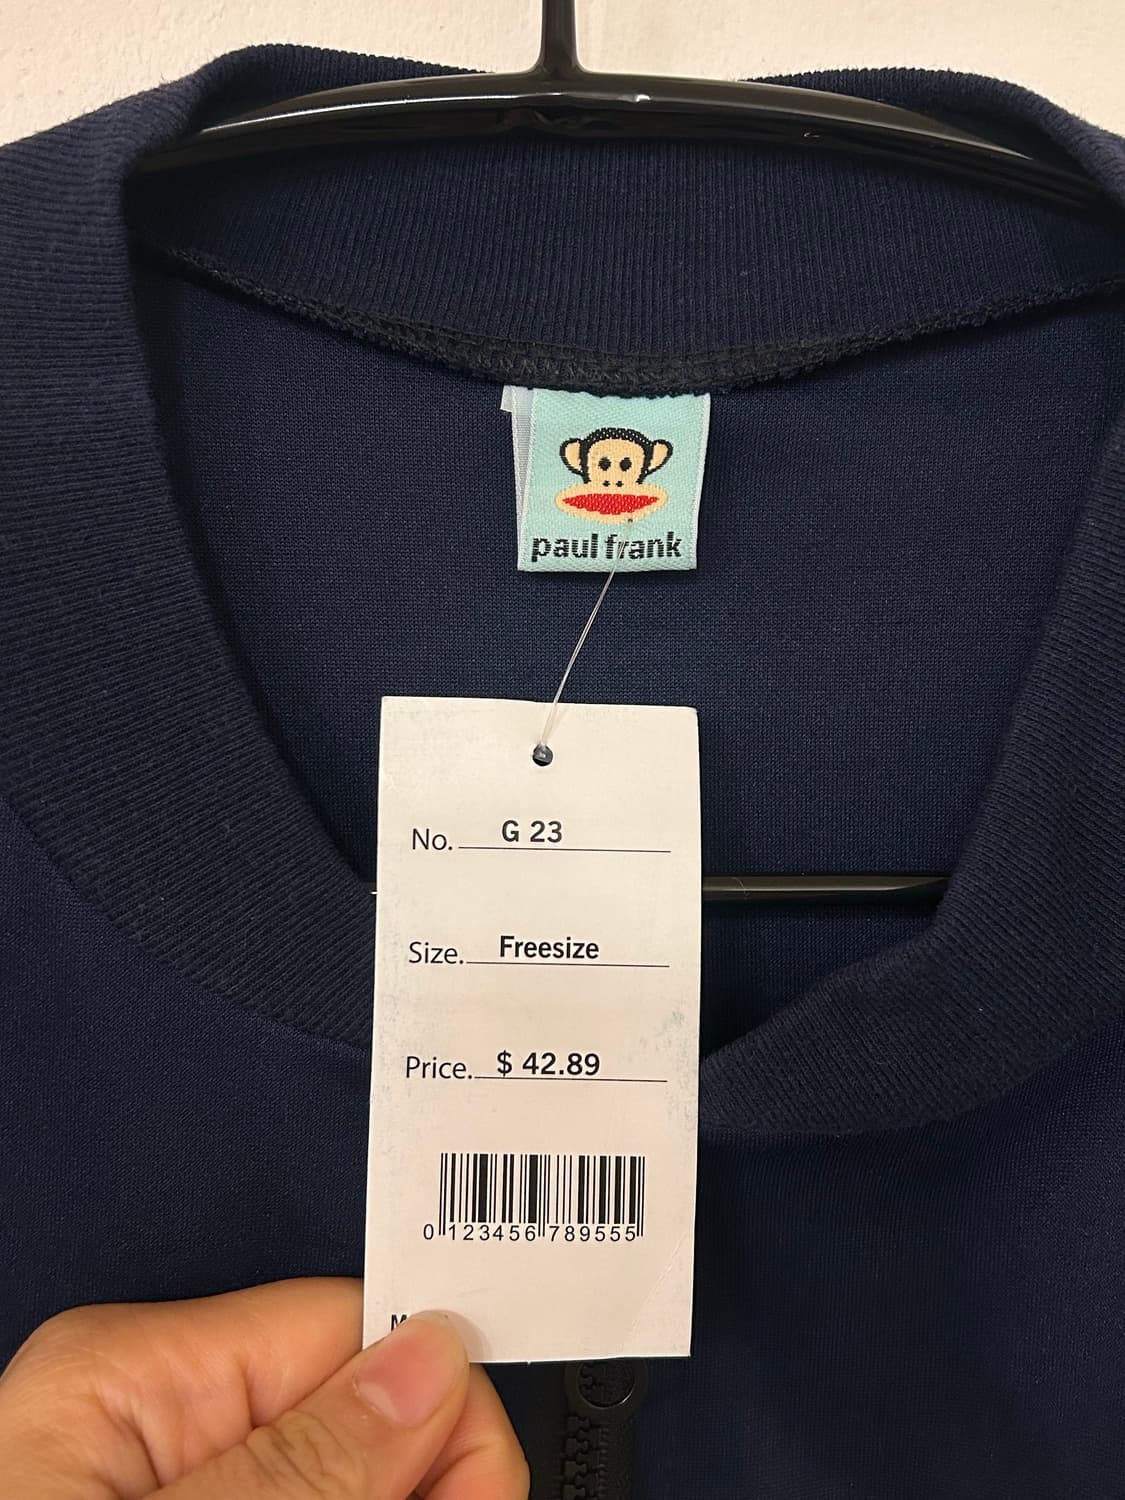 paul frank
No. G 23
Size. Freesize
Price. $ 42.89
0 123456 789555